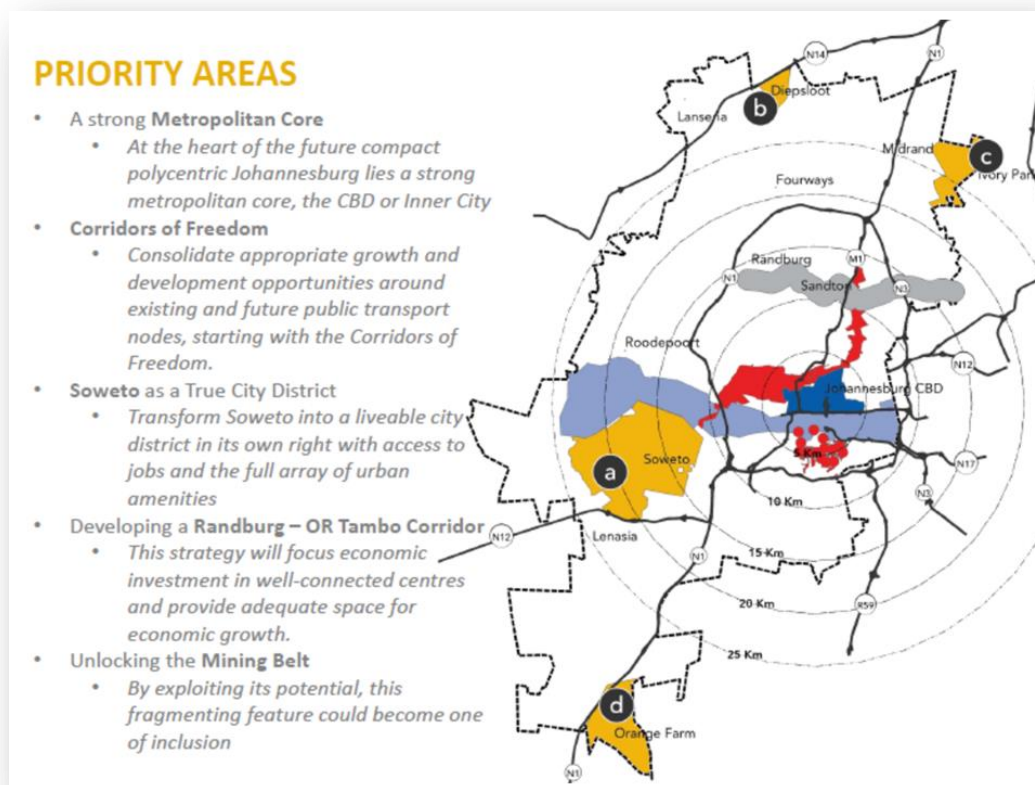 PRIORITY AREAS
• A strong Metropolitan Core
• At the heart of the future compact
polycentric Johannesburg lies a strong
metropolitan core, the CBD or Inner City
• Corridors of Freedom
• Consolidate appropriate growth and
development opportunities around
existing and future public transport
nodes, starting with the Corridors of
Freedom.
• Soweto as a True City District
• Transform Soweto into a liveable city
district in its own right with access to
jobs and the full array of urban
amenities
• Developing a Randburg – OR Tambo Corridor
• This strategy will focus economic
investment in well-connected centres
and provide adequate space for
economic growth.
• Unlocking the Mining Belt
• By exploiting its potential, this
fragmenting feature could become one
of inclusion
N14
N1
Diepsloot
b
Lanseria
Midrand
c
Ivory Park
Fourways
Randburg
M1
N1
Sandton
N3
Roodepoort
N12
Johannesburg CBD
Soweto
a
5 Km
N17
N3
10 Km
N12
Lenasia
N1
15 Km
20 Km
R59
25 Km
d
Orange Farm
N1